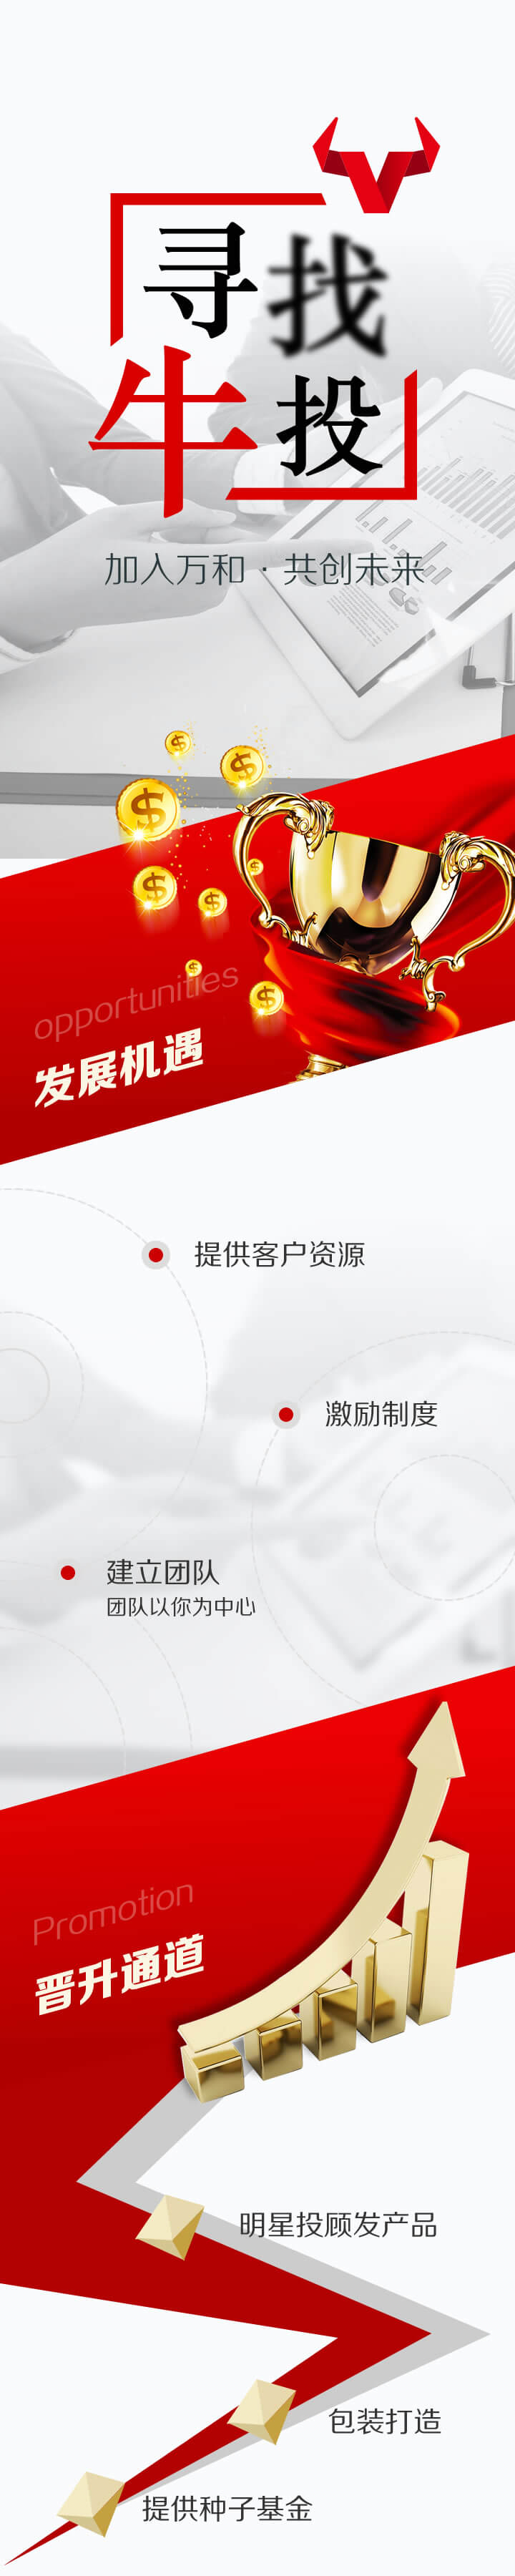 寻找
牛投
加入万和·共创未来
opportunities
发展机遇
提供客户资源
激励制度
建立团队
团队以你为中心
Promotion
晋升通道
明星投顾发产品
包装打造
提供种子基金